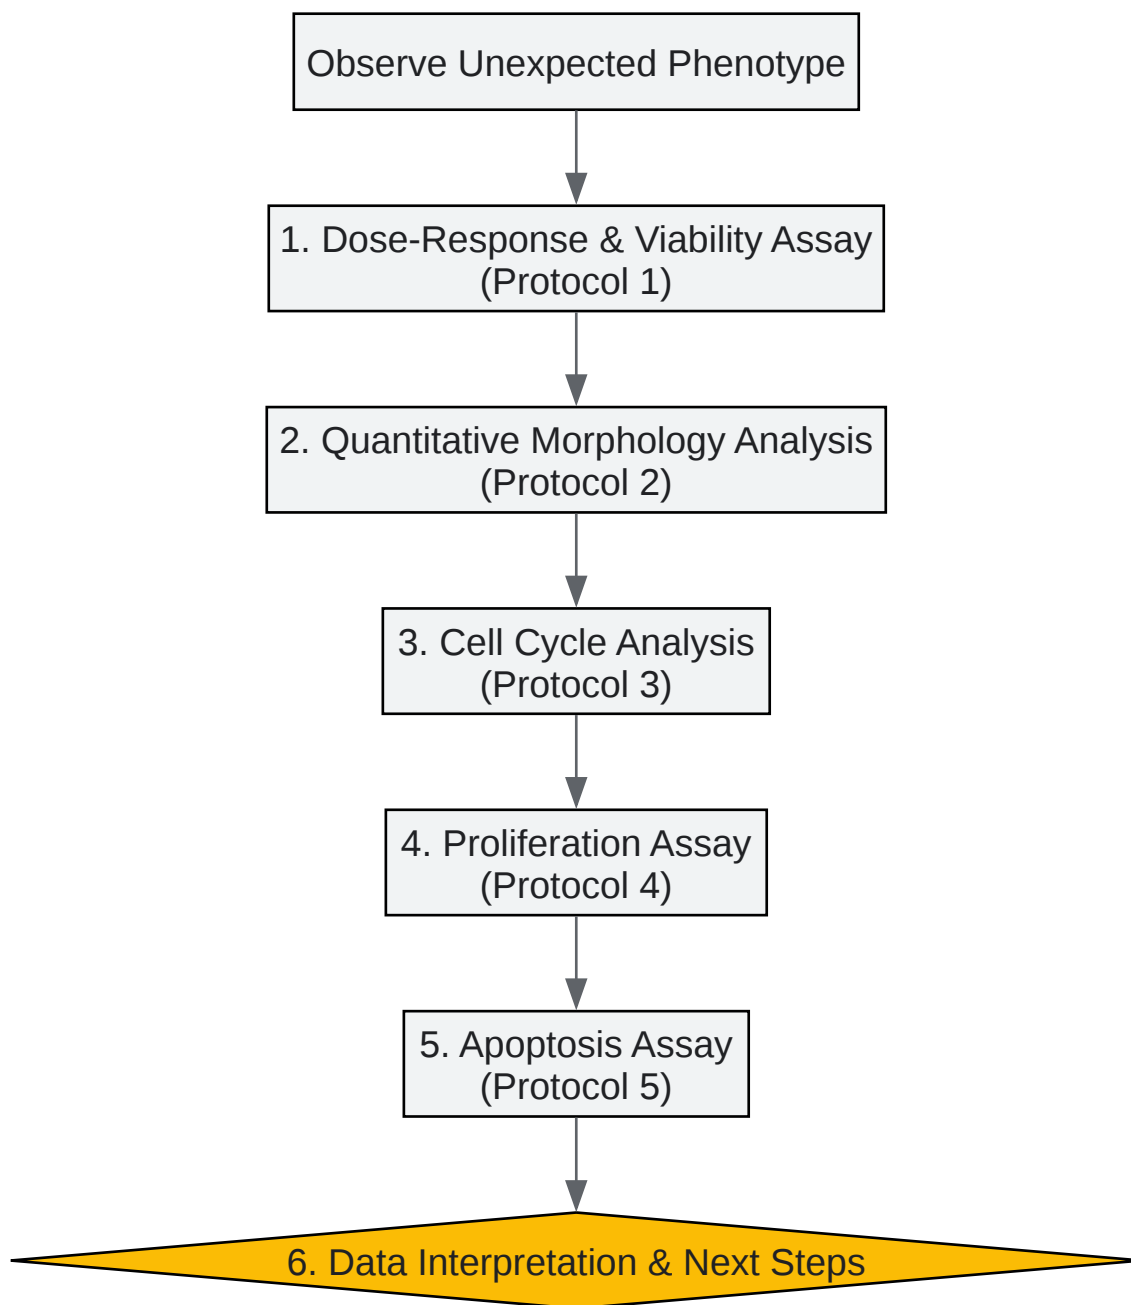 Observe Unexpected Phenotype
1. Dose-Response & Viability Assay
(Protocol 1)
2. Quantitative Morphology Analysis
(Protocol 2)
3. Cell Cycle Analysis
(Protocol 3)
4. Proliferation Assay
(Protocol 4)
5. Apoptosis Assay
(Protocol 5)
6. Data Interpretation & Next Steps